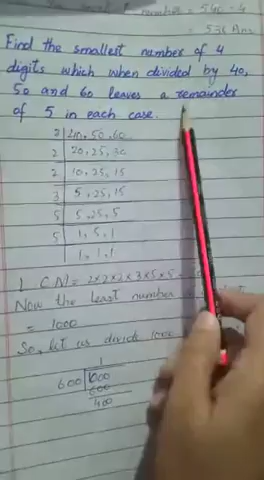 number = 540 - 4
= 536 Ans
Find the smallest number of 4
digits which when divided by 40,
50 and 60 leaves a remainder
of 5 in each case.
2 | 40, 50, 60
2 | 20, 25, 30
2 | 10, 25, 15
3 | 5, 25, 15
5 | 5, 25, 5
5 | 1, 5, 1
1, 1, 1
L.C.M = 2×2×2×3×5×5 =
Now the least number
= 1000
So, let us divide 1000
1
600 | 1000
600
400